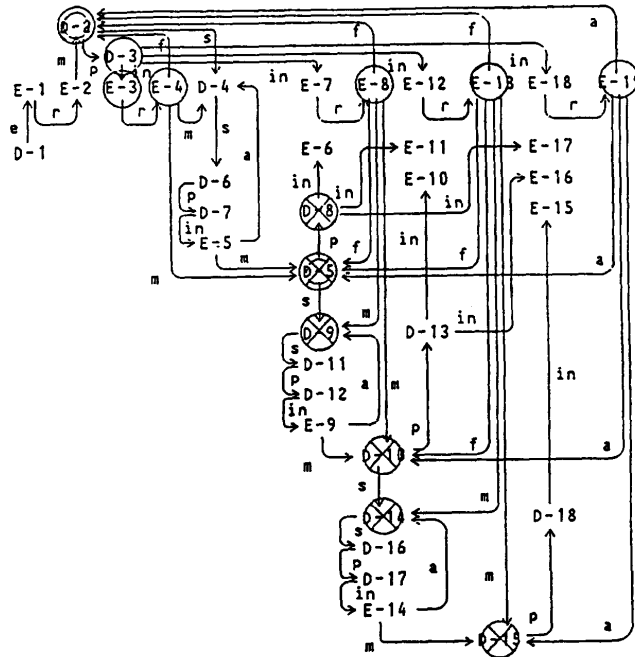 D-2 a
f f f s
m p D-3 in in in in in
E-1 E-2 E-3 E-4 D-4 E-7 E-8 E-12 E-13 E-18 E-19
r r m r r r
e
D-1 s a E-6 E-11 E-17
D-6 E-10 E-16
p in in in
D-7 D-8 E-15
in
E-5 p in
m m D-5 f f a
s
D-9 m D-13 in
s
D-11 in
p a m
D-12
in
E-9 p
m D-10 f a
s
D-14 m D-18
s
D-16
p a m
D-17
in
E-14 p
m D-15 a